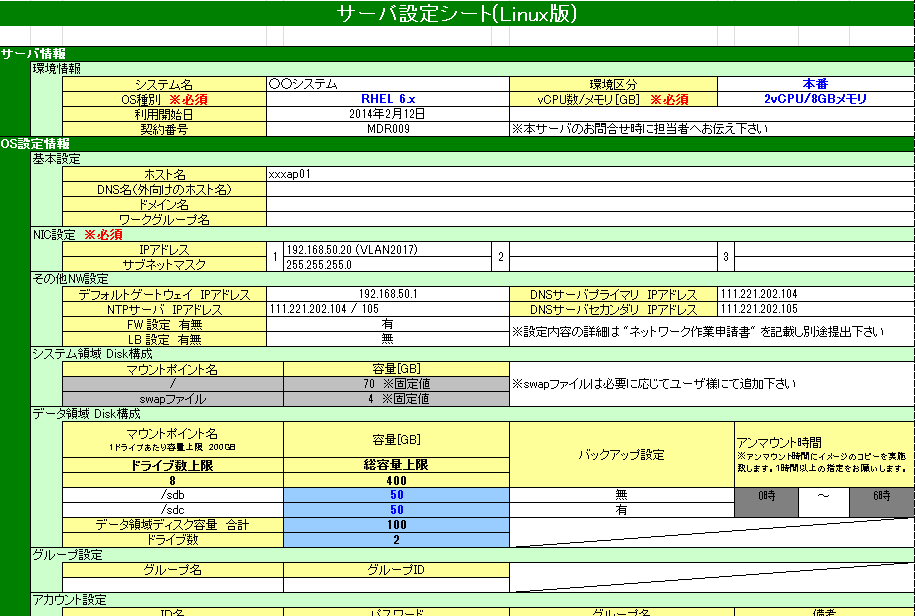 サーバ設定シート(Linux版)
サーバ情報
環境情報
システム名 〇〇システム 環境区分 本番
OS種別 ※必須 RHEL 6.x vCPU数/メモリ[GB] ※必須 2vCPU/8GBメモリ
利用開始日 2014年2月12日
契約番号 MDR009 ※本サーバのお問合せ時に担当者へお伝え下さい
OS設定情報
基本設定
ホスト名 xxxap01
DNS名(外向けのホスト名)
ドメイン名
ワークグループ名
NIC設定 ※必須
IPアドレス 1 192.168.50.20 (VLAN2017) 2 3
サブネットマスク 255.255.255.0
その他NW設定
デフォルトゲートウェイ IPアドレス 192.168.50.1 DNSサーバプライマリ IPアドレス 111.221.202.104
NTPサーバ IPアドレス 111.221.202.104 / 105 DNSサーバセカンダリ IPアドレス 111.221.202.105
FW 設定 有無 有 ※設定内容の詳細は "ネットワーク作業申請書" を記載し別途提出下さい
LB 設定 有無 無
システム領域 Disk構成
マウントポイント名 容量[GB]
/ 70 ※固定値 ※swapファイルは必要に応じてユーザ様にて追加下さい
swapファイル 4 ※固定値
データ領域 Disk構成
マウントポイント名 容量[GB] バックアップ設定 アンマウント時間
1ドライブあたり容量上限 200GB ※アンマウント時間にイメージのコピーを実施
致します。1時間以上の指定をお願いします。
ドライブ数上限 総容量上限
8 400
/sdb 50 無 0時 ～ 6時
/sdc 50 有
データ領域ディスク容量 合計 100
ドライブ数 2
グループ設定
グループ名 グループID
アカウント設定
ID名 パスワード グループ名 備考